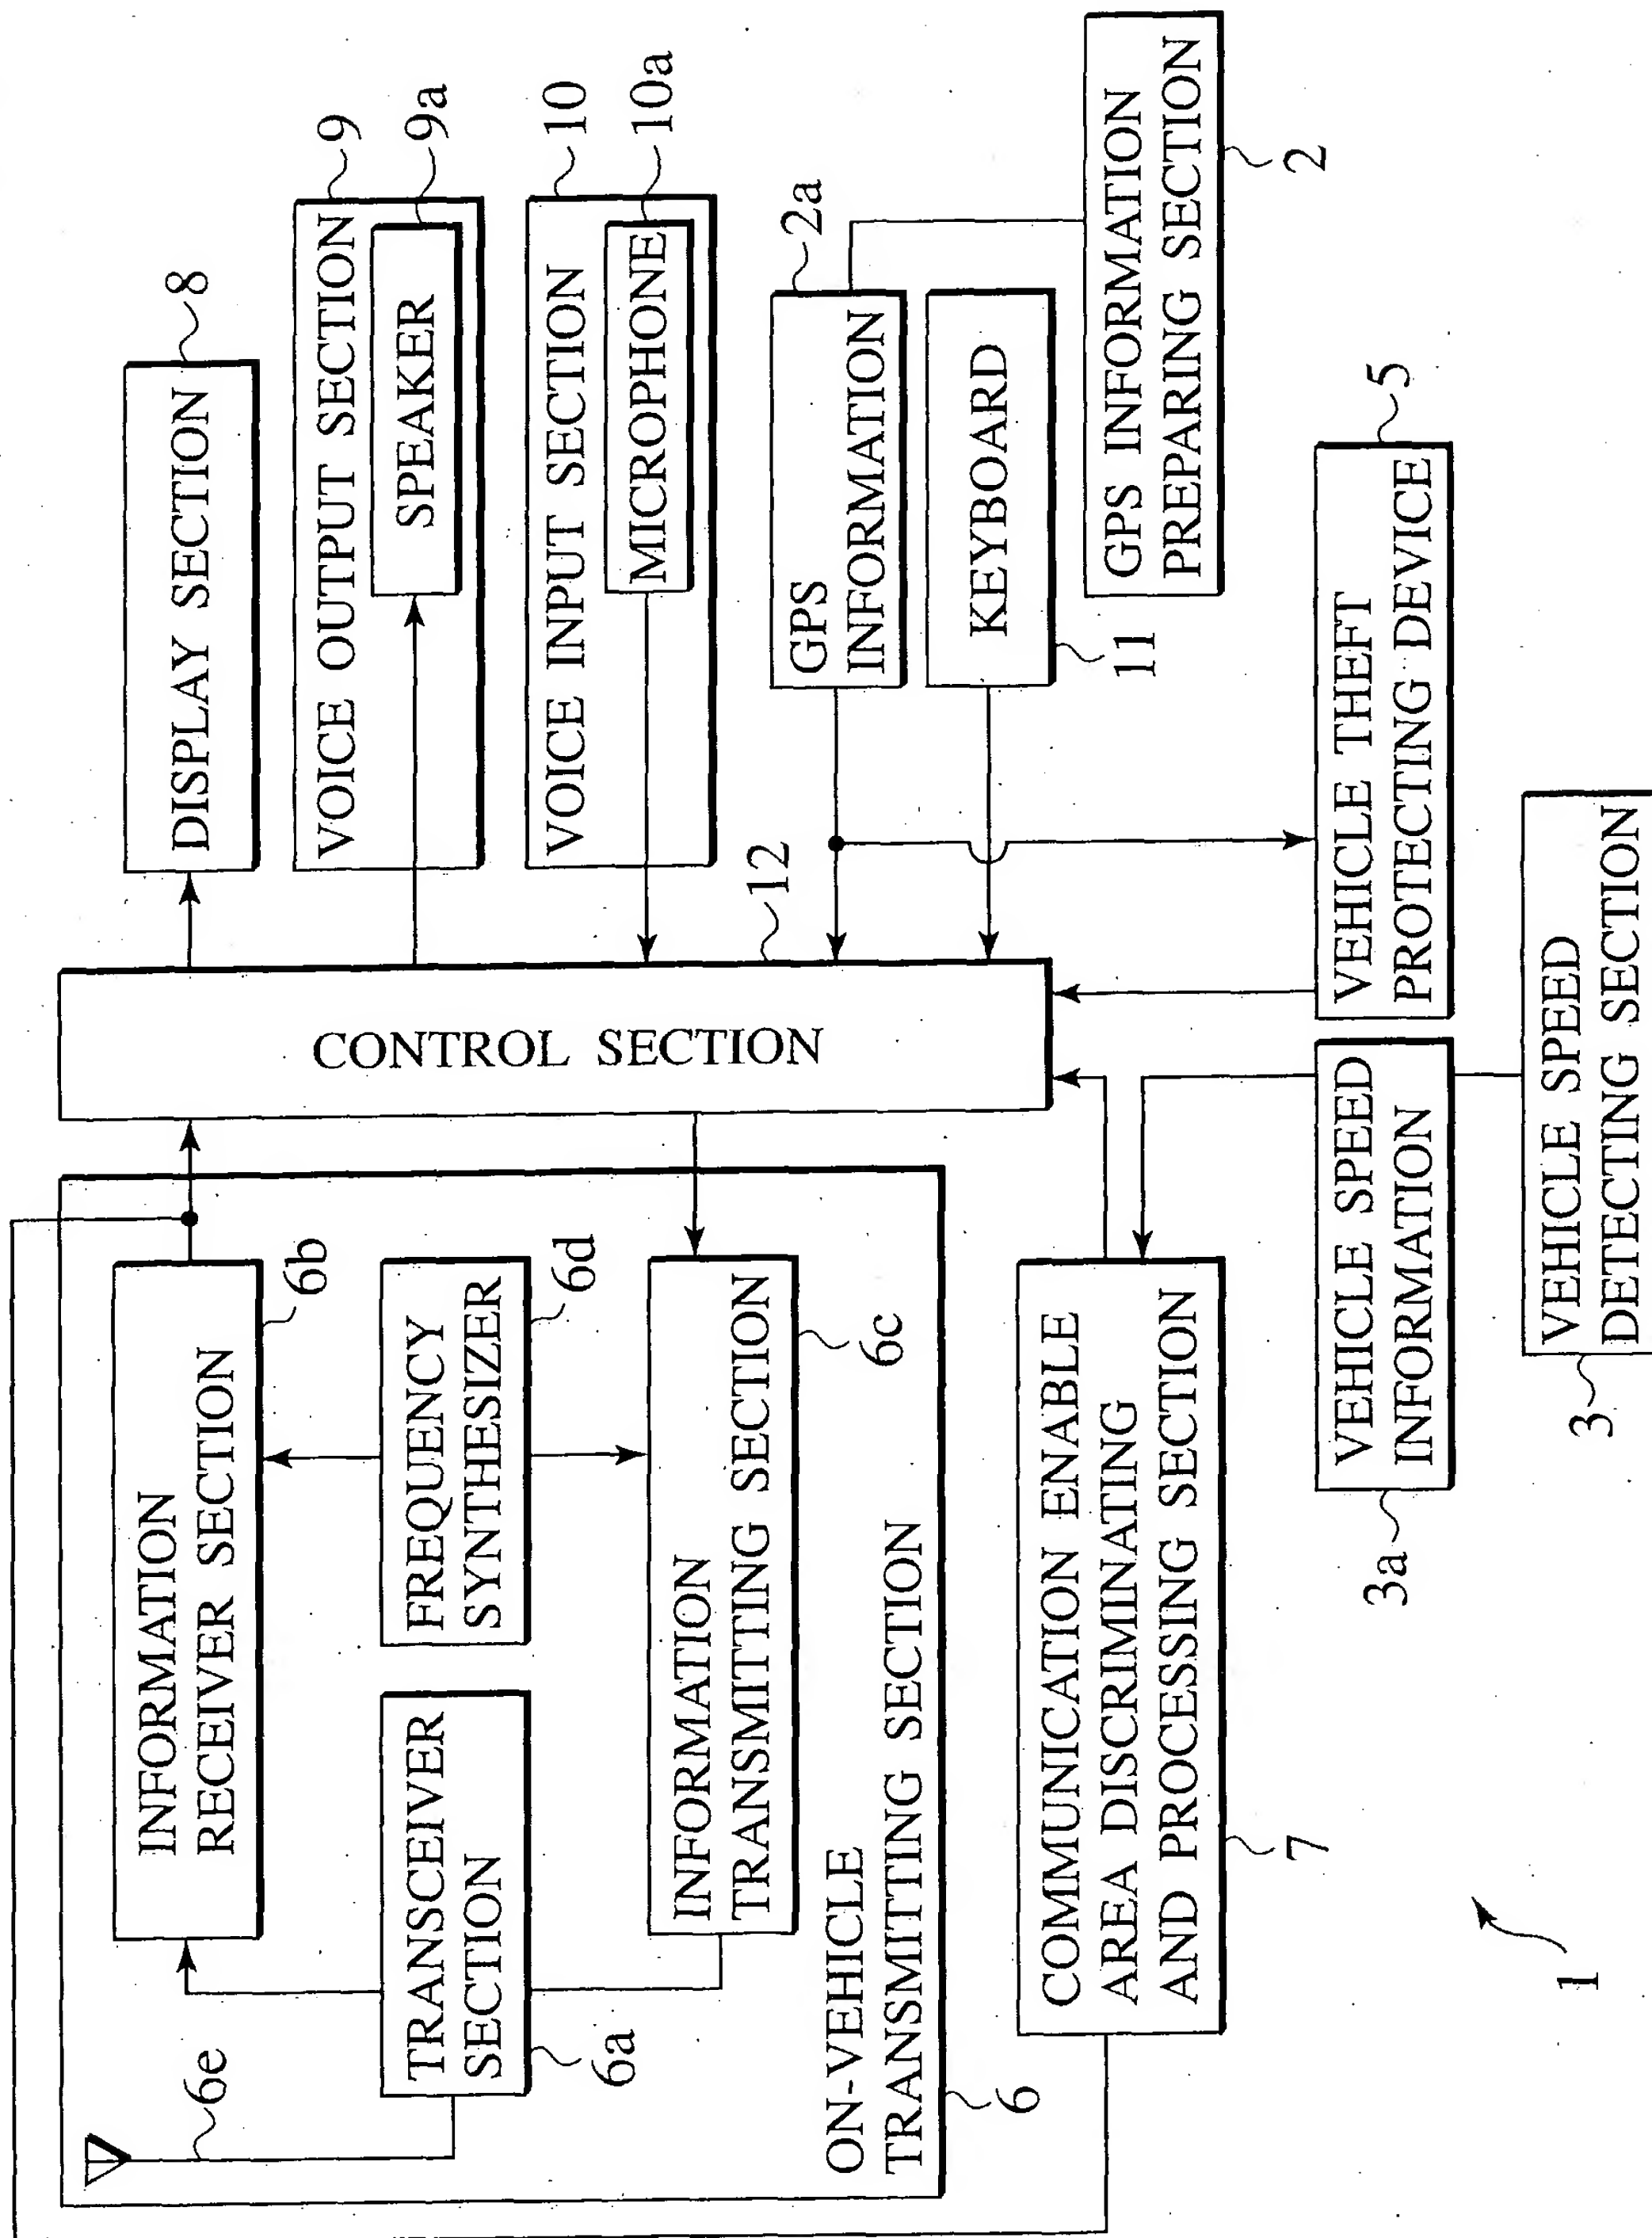 6e
TRANSCEIVER
SECTION
6a
INFORMATION
RECEIVER SECTION
6b
FREQUENCY
SYNTHESIZER
6d
INFORMATION
TRANSMITTING SECTION
6c
ON-VEHICLE
TRANSMITTING SECTION
6
COMMUNICATION ENABLE
AREA DISCRIMINATING
AND PROCESSING SECTION
7
1
CONTROL SECTION
12
DISPLAY SECTION
8
VOICE OUTPUT SECTION
9
SPEAKER
9a
VOICE INPUT SECTION
10
MICROPHONE
10a
GPS
INFORMATION
2a
KEYBOARD
11
GPS INFORMATION
PREPARING SECTION
2
VEHICLE THEFT
PROTECTING DEVICE
5
VEHICLE SPEED
INFORMATION
3a
VEHICLE SPEED
DETECTING SECTION
3